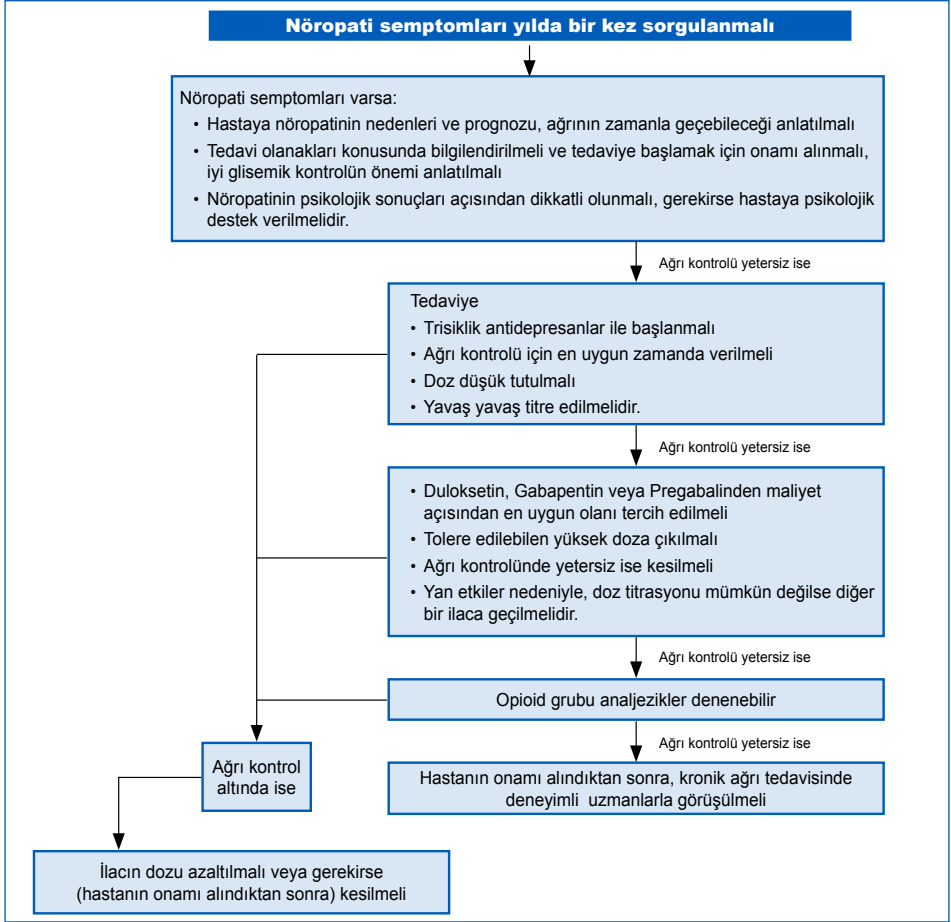 Nöropati semptomları yılda bir kez sorgulanmalı
Nöropati semptomları varsa:
• Hastaya nöropatinin nedenleri ve prognozu, ağrının zamanla geçebileceği anlatılmalı
• Tedavi olanakları konusunda bilgilendirilmeli ve tedaviye başlamak için onamı alınmalı,
iyi glisemik kontrolün önemi anlatılmalı
• Nöropatinin psikolojik sonuçları açısından dikkatli olunmalı, gerekirse hastaya psikolojik
destek verilmelidir.
Ağrı kontrolü yetersiz ise
Tedaviye
• Trisiklik antidepresanlar ile başlanmalı
• Ağrı kontrolü için en uygun zamanda verilmeli
• Doz düşük tutulmalı
• Yavaş yavaş titre edilmelidir.
Ağrı kontrolü yetersiz ise
• Duloksetin, Gabapentin veya Pregabalinden maliyet
açısından en uygun olanı tercih edilmeli
• Tolere edilebilen yüksek doza çıkılmalı
• Ağrı kontrolünde yetersiz ise kesilmeli
• Yan etkiler nedeniyle, doz titrasyonu mümkün değilse diğer
bir ilaca geçilmelidir.
Ağrı kontrolü yetersiz ise
Opioid grubu analjezikler denenebilir
Ağrı kontrolü yetersiz ise
Hastanın onamı alındıktan sonra, kronik ağrı tedavisinde
deneyimli uzmanlarla görüşülmeli
Ağrı kontrol
altında ise
İlacın dozu azaltılmalı veya gerekirse
(hastanın onamı alındıktan sonra) kesilmeli